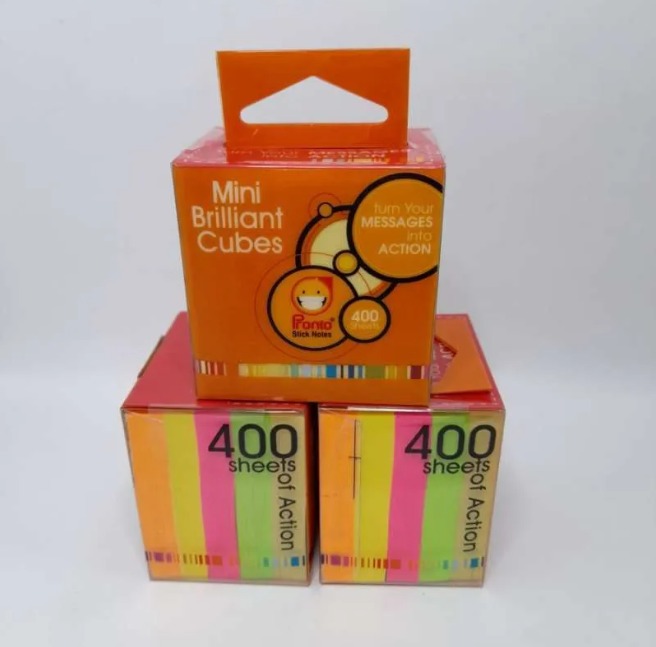 Mini
Brilliant
Cubes
turn Your
MESSAGES
into
ACTION
Pronto
Stick Notes
400
sheets
400
sheets
of Action
400
sheets
of Action